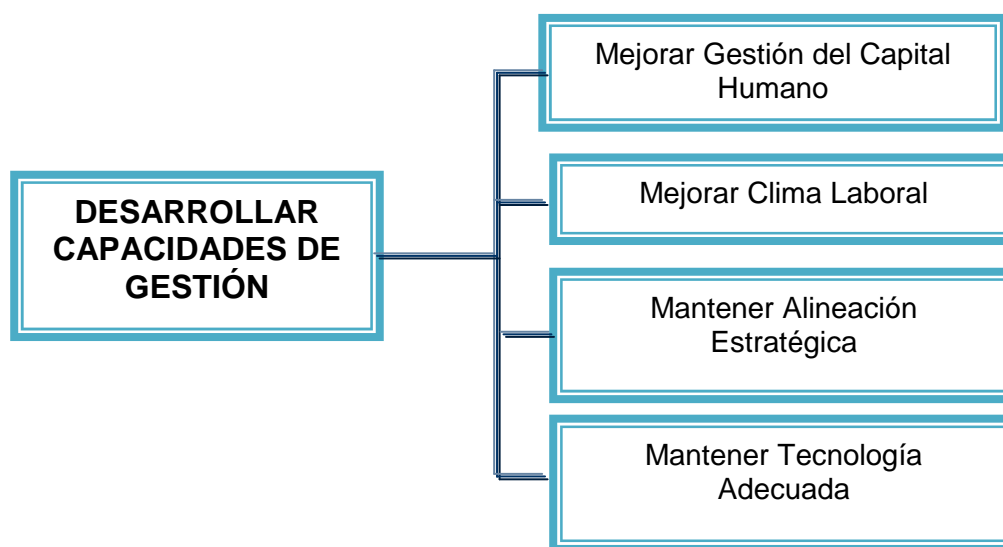 Mejorar Gestión del Capital
Humano
Mejorar Clima Laboral
DESARROLLAR
CAPACIDADES DE
GESTIÓN
Mantener Alineación
Estratégica
Mantener Tecnología
Adecuada